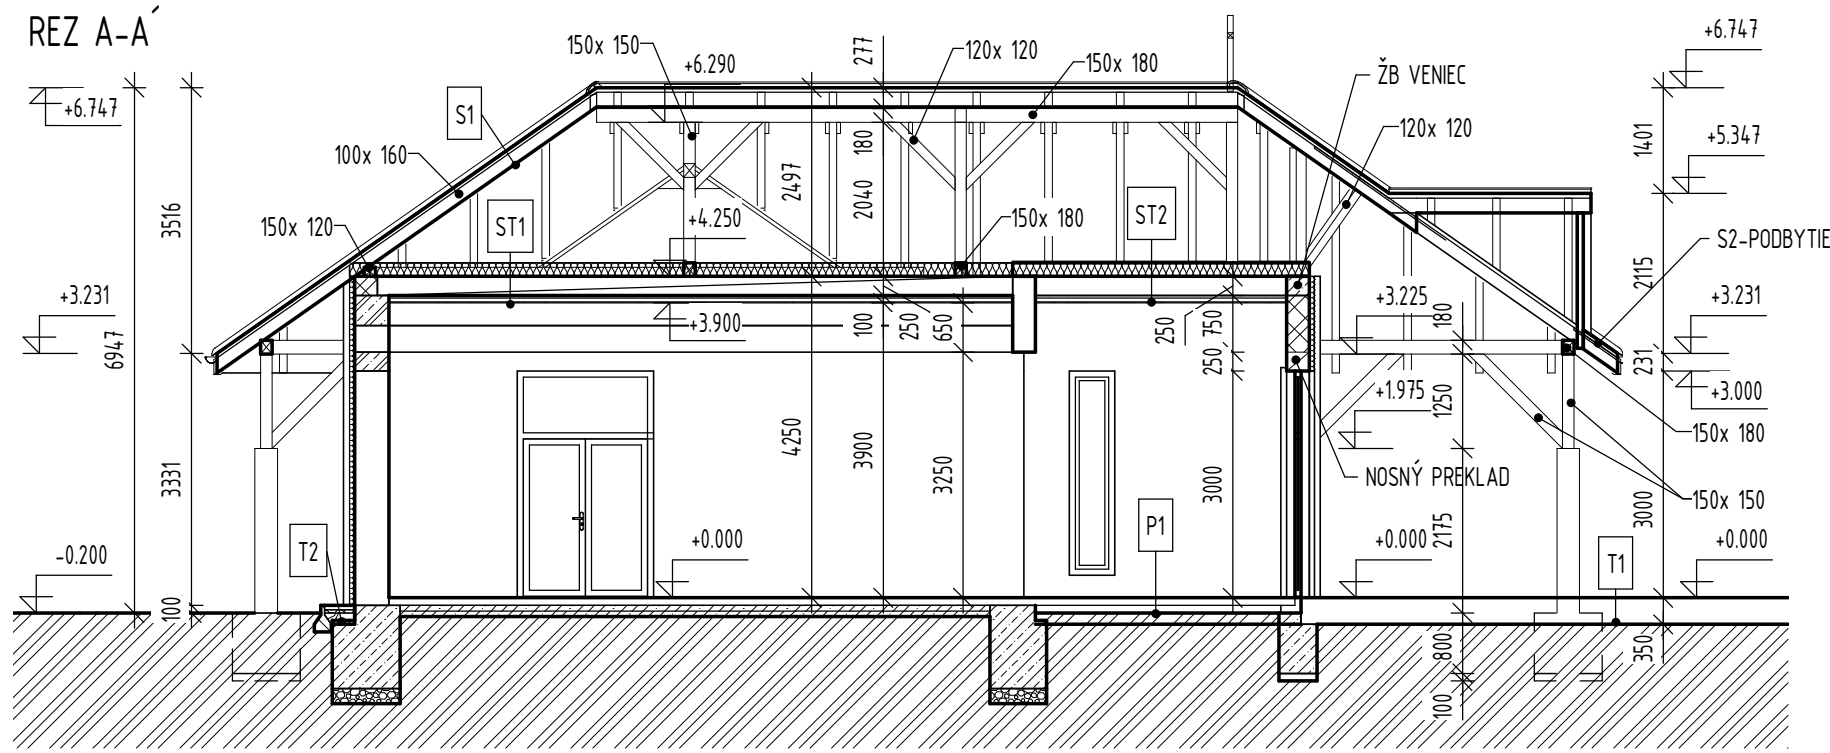 REZ A-A´
+6.747
S1
100x 160
150x 120
3516
+3.231
6947
3331
-0.200
100
T2
150x 150
+6.290
277
120x 120
150x 180
ŽB VENIEC
120x 120
+6.747
1401
+5.347
180
2497
2040
ST1
+4.250
150x 180
ST2
S2-PODBYTIE
2115
+3.900
100
250
650
250
750
250
+3.225
180
+3.231
231
+3.000
+1.975
1250
150x 180
4250
3900
3250
3000
NOSNÝ PREKLAD
150x 150
P1
+0.000
+0.000
2175
3000
+0.000
T1
800
350
100